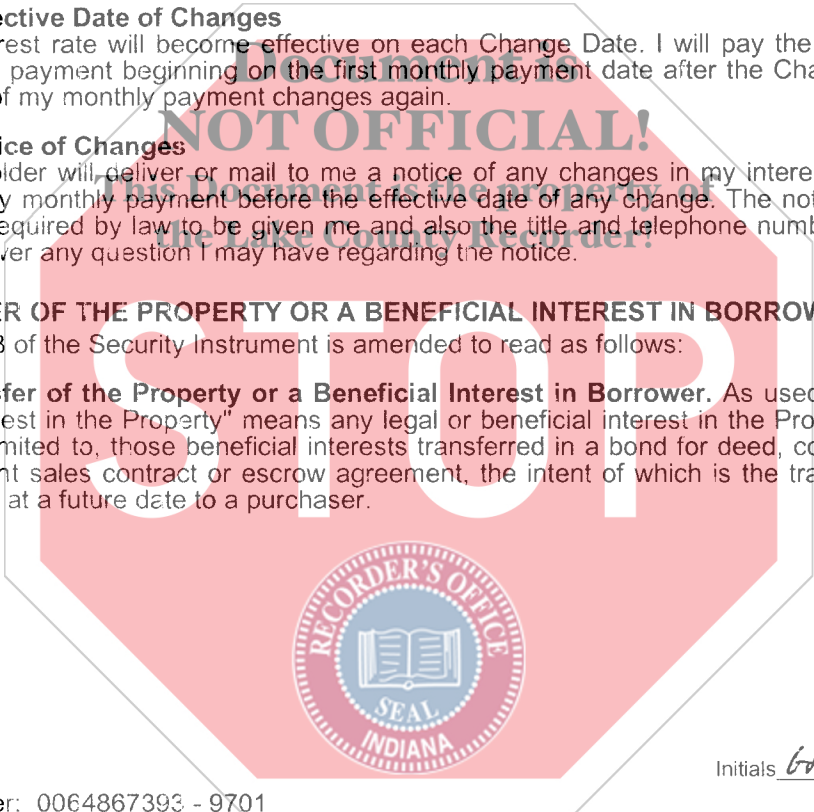 ective Date of Changes
rest rate will become effective on each Change Date. I will pay the
payment beginning on the first monthly payment date after the Cha
f my monthly payment changes again.
Document is
NOT OFFICIAL!
This Document is the property of
the Lake County Recorder!
ice of Changes
lder will deliver or mail to me a notice of any changes in my intere
y monthly payment before the effective date of any change. The not
equired by law to be given me and also the title and telephone numb
ver any question I may have regarding the notice.
R OF THE PROPERTY OR A BENEFICIAL INTEREST IN BORROW
of the Security Instrument is amended to read as follows:
sfer of the Property or a Beneficial Interest in Borrower. As used
est in the Property" means any legal or beneficial interest in the Pro
mited to, those beneficial interests transferred in a bond for deed, co
nt sales contract or escrow agreement, the intent of which is the tra
at a future date to a purchaser.
STOP
RECORDER'S OFFICE
SEAL
INDIANA
Initials
er: 0064867393 - 9701